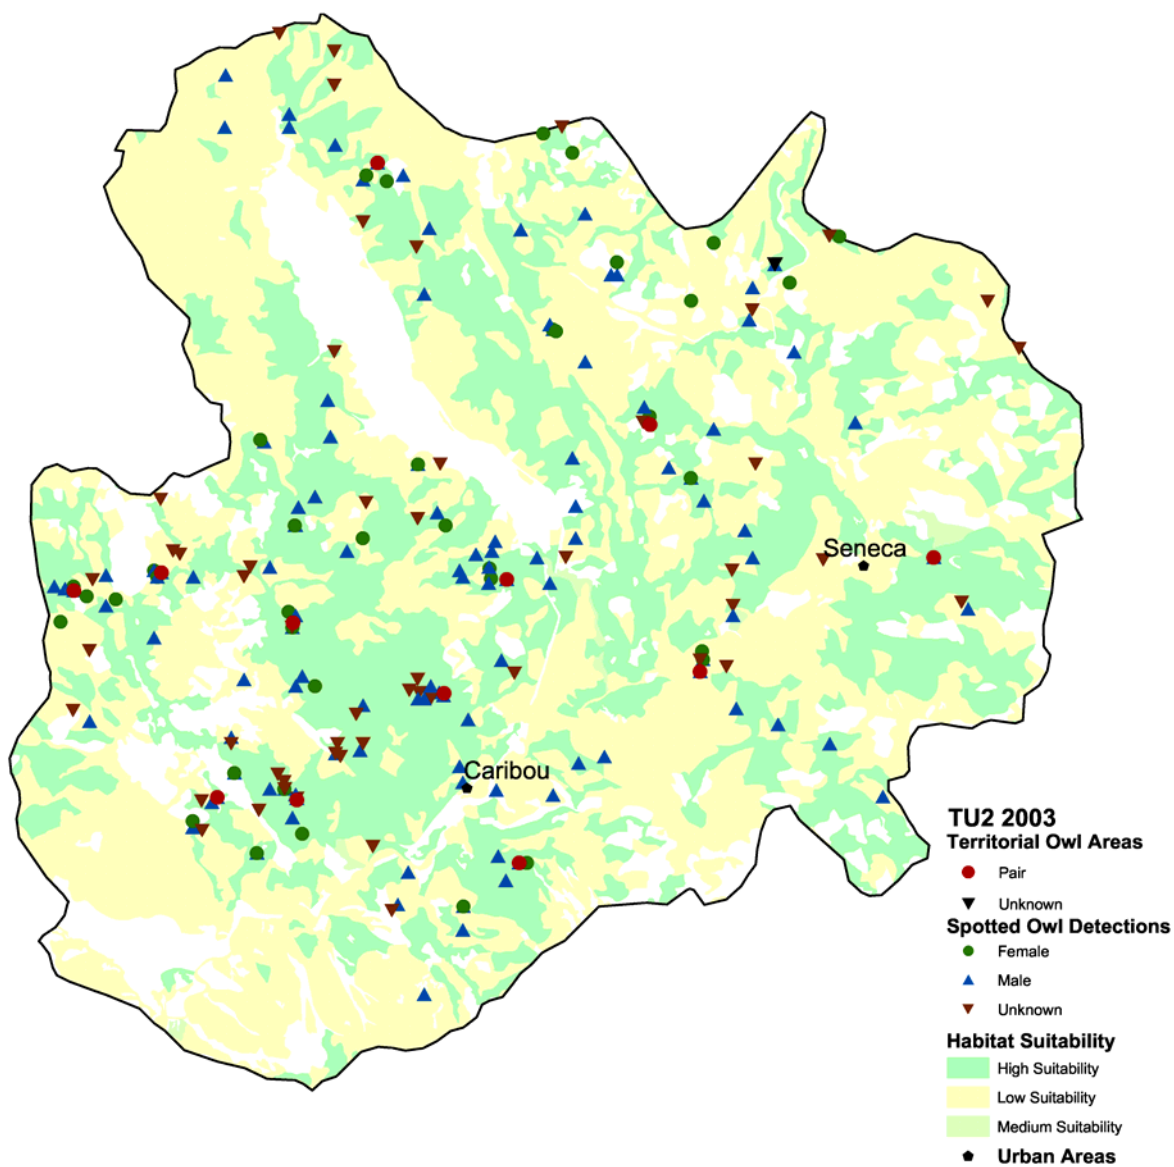 Seneca
Caribou
TU2 2003
Territorial Owl Areas
Pair
Unknown
Spotted Owl Detections
Female
Male
Unknown
Habitat Suitability
High Suitability
Low Suitability
Medium Suitability
Urban Areas